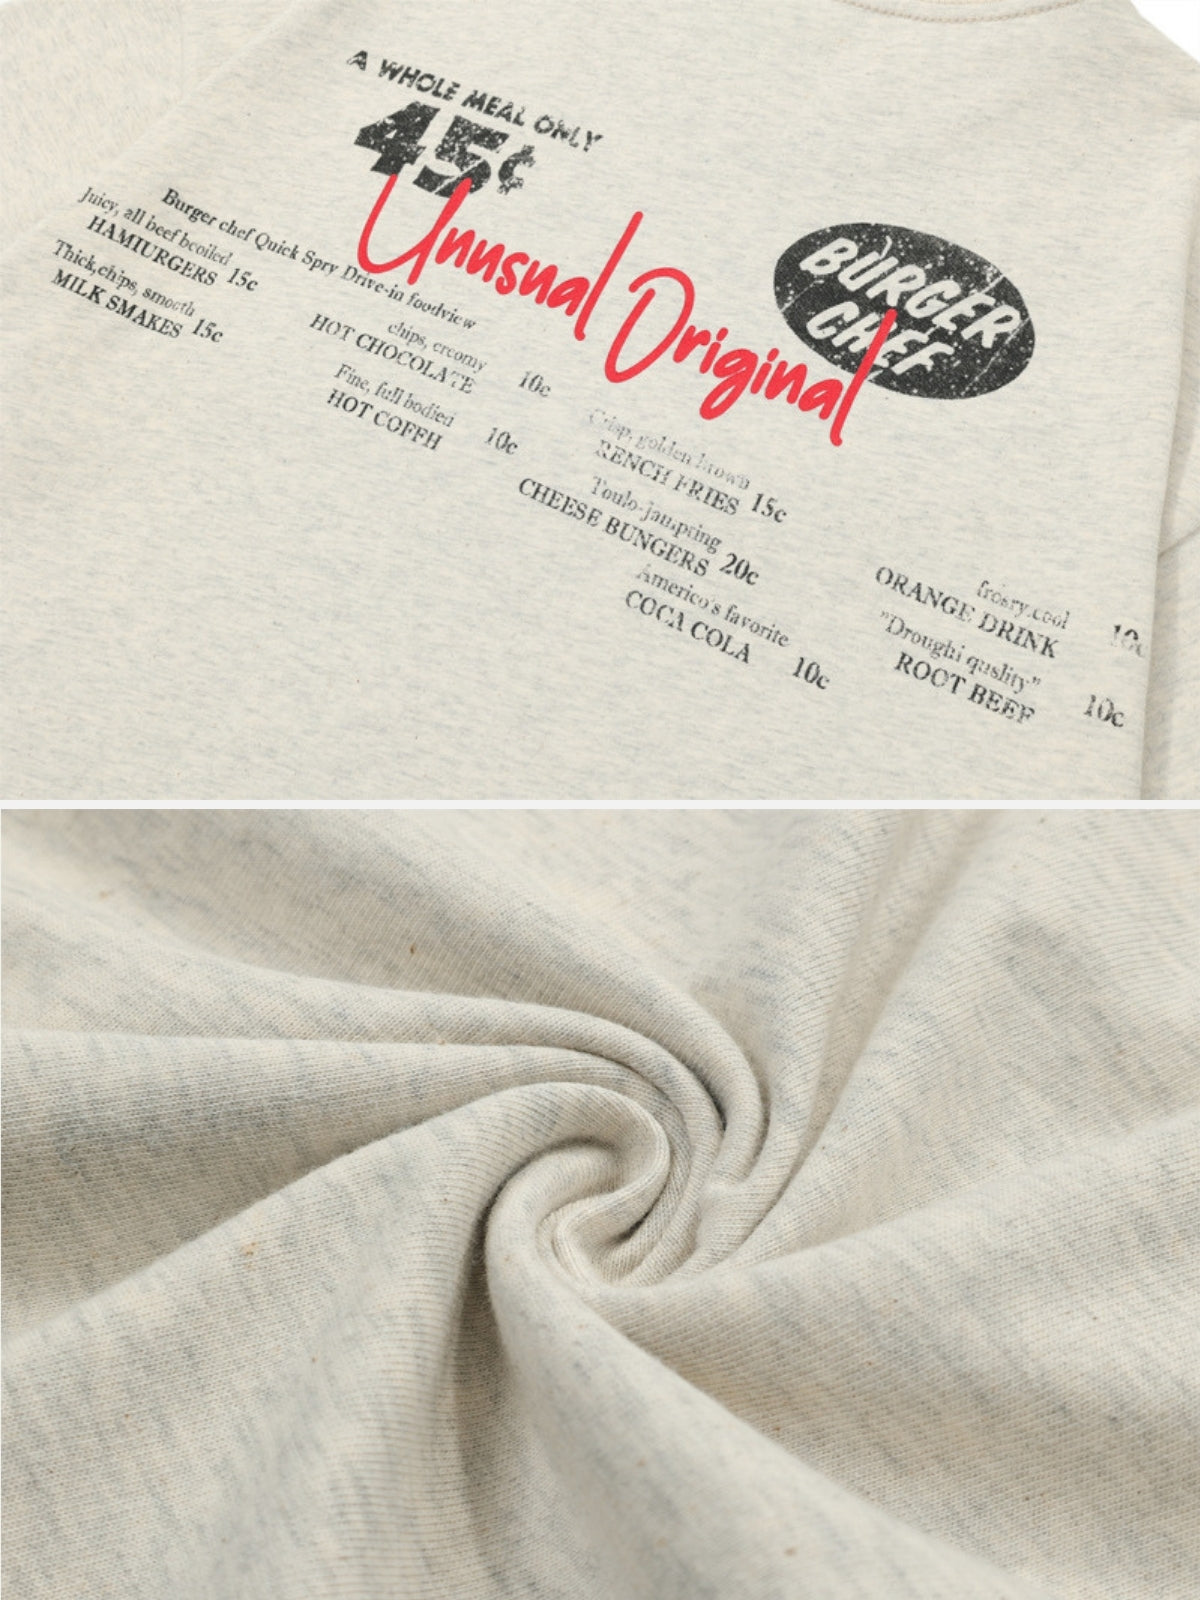 A WHOLE MEAL ONLY
45¢
Unusual Original
BURGER
CHEF
Burger chef Quick Spry Drive-in foodview
Juicy, all beef bcoiled
HAMIURGERS 15c
Thick,chips, smocth
MILK SMAKES 15c
chips, creomy
HOT CHOCOLATE 10c
Fine, full bodied
HOT COFFH 10c
Crisp, golden brown
RENCH FRIES 15c
Toulo-jampting
CHEESE BUNGERS 20c
Americo's favorite
COCA COLA 10c
frosry.cool
ORANGE DRINK 10c
"Droughi quslity"
ROOT BEEF 10c